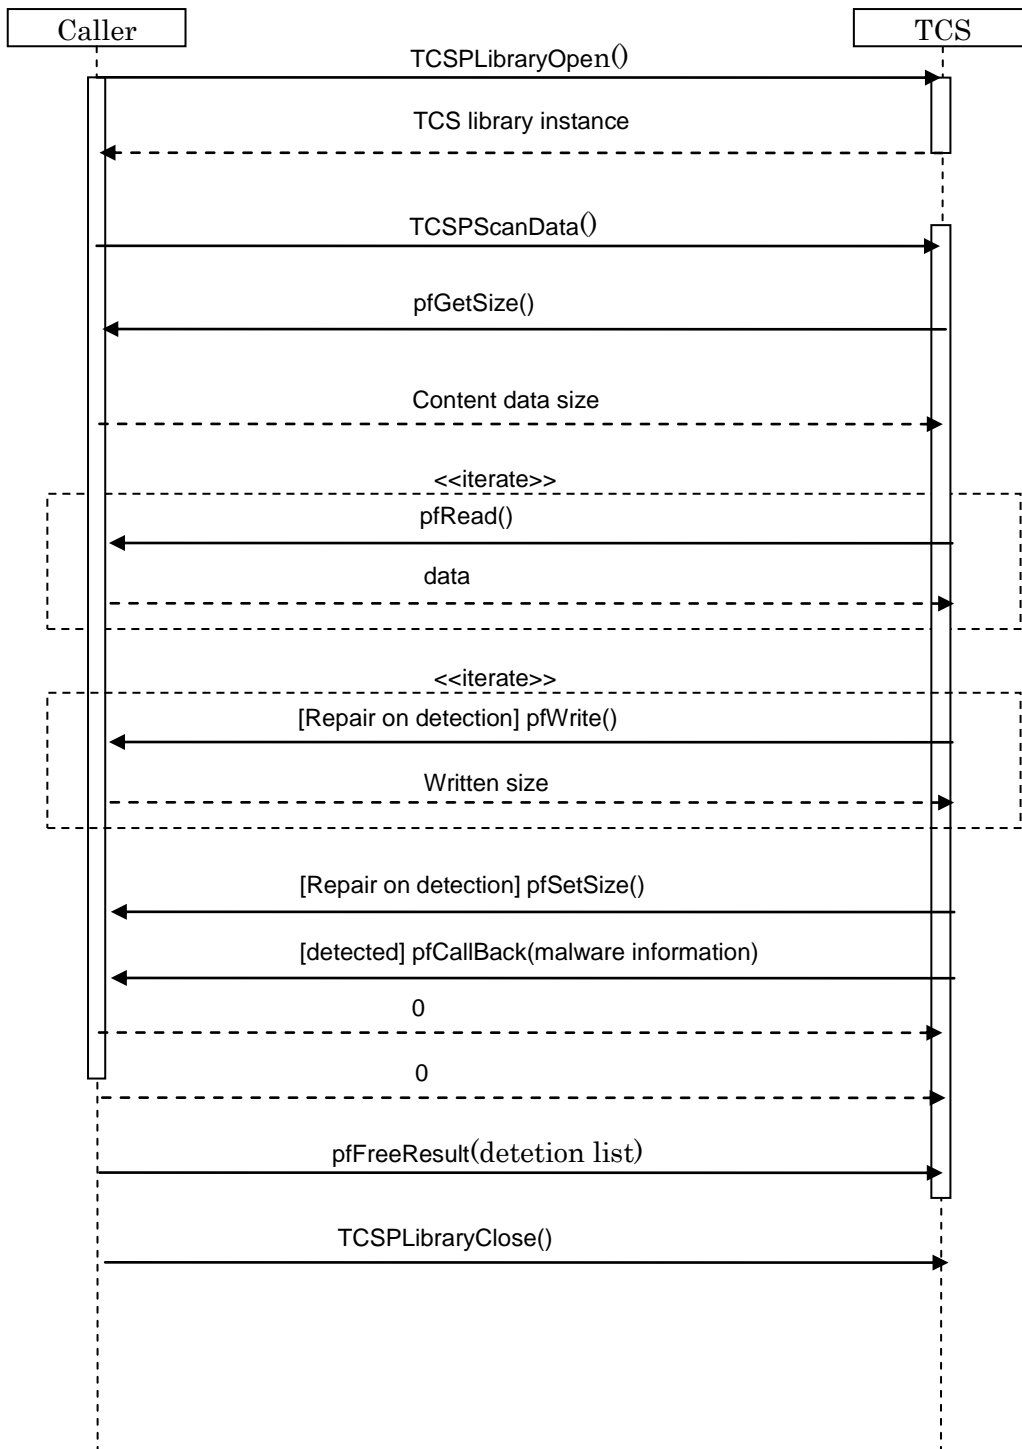 Caller TCS
TCSPLibraryOpen()
TCS library instance
TCSPScanData()
pfGetSize()
Content data size
<<iterate>>
pfRead()
data
<<iterate>>
[Repair on detection] pfWrite()
Written size
[Repair on detection] pfSetSize()
[detected] pfCallBack(malware information)
0
0
pfFreeResult(detetion list)
TCSPLibraryClose()